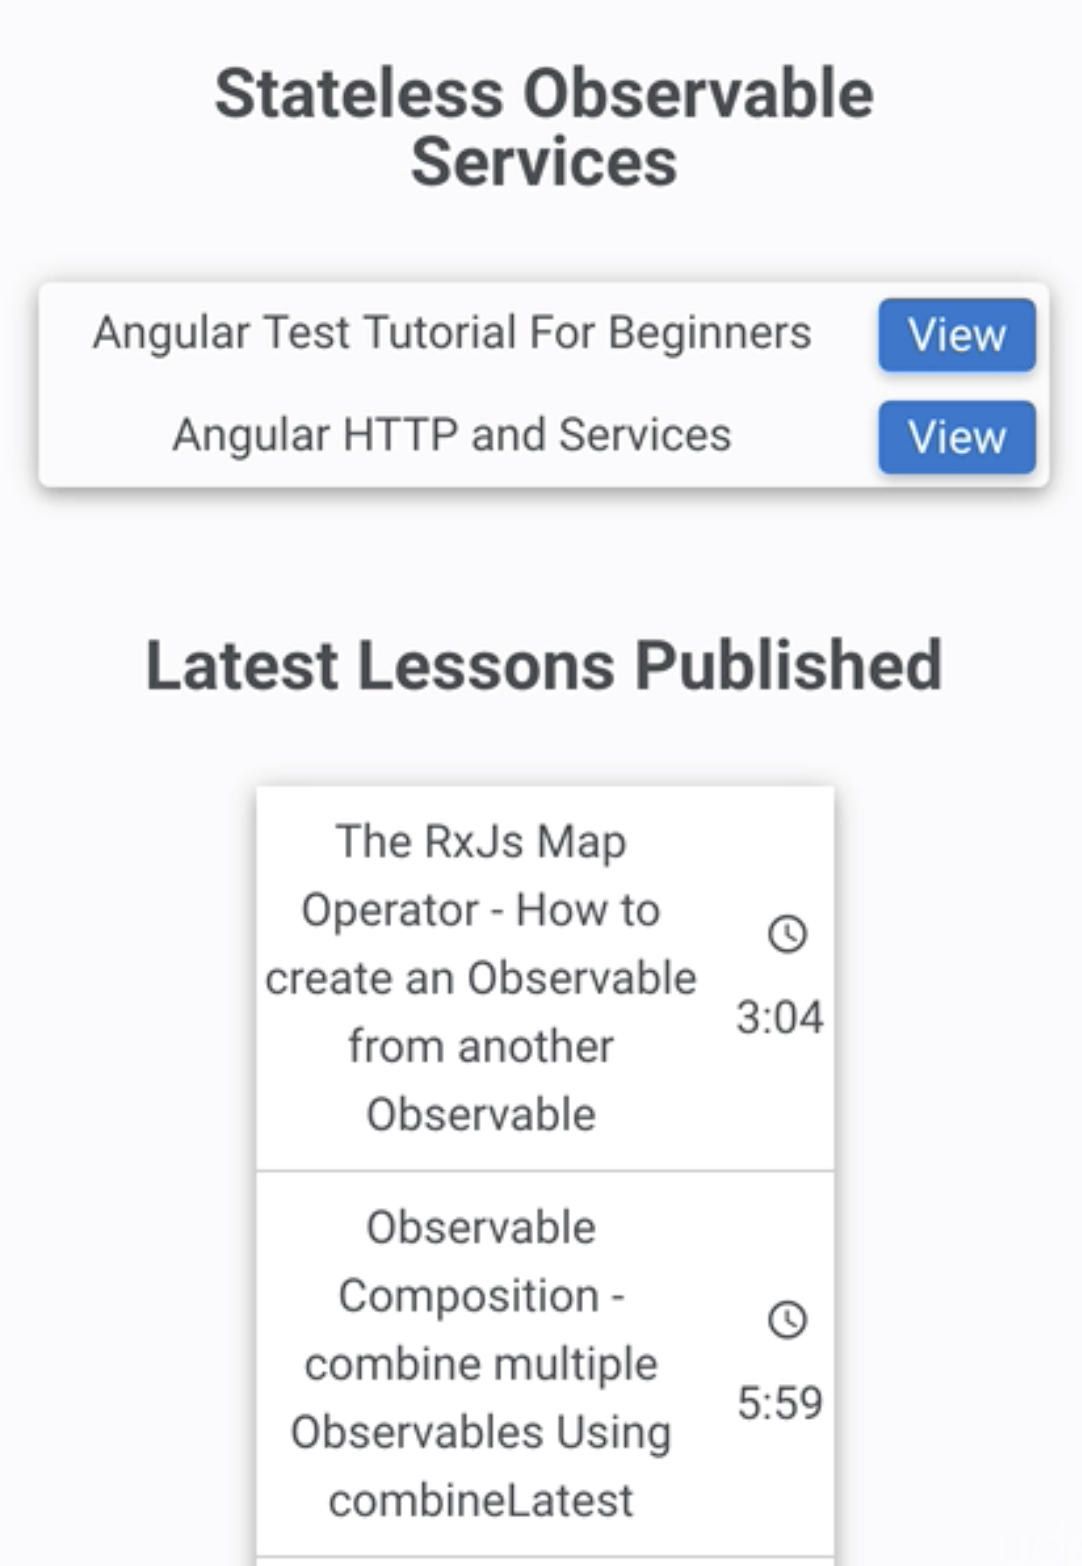 Stateless Observable
Services
Angular Test Tutorial For Beginners View
Angular HTTP and Services View
Latest Lessons Published
The RxJs Map
Operator - How to
create an Observable
from another
Observable
3:04
Observable
Composition -
combine multiple
Observables Using
combineLatest
5:59